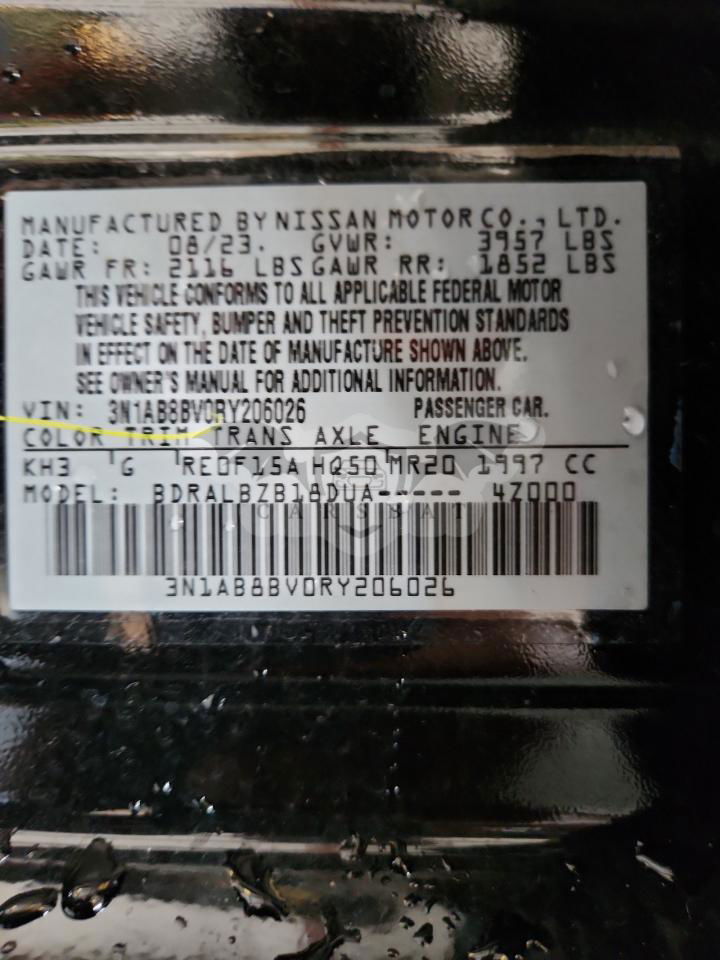 MANUFACTURED BY NISSAN MOTOR CO., LTD.
DATE: 08/23. GVWR: 3957 LBS
GAWR FR: 2116 LBS GAWR RR: 1852 LBS
THIS VEHICLE CONFORMS TO ALL APPLICABLE FEDERAL MOTOR
VEHICLE SAFETY, BUMPER AND THEFT PREVENTION STANDARDS
IN EFFECT ON THE DATE OF MANUFACTURE SHOWN ABOVE.
SEE OWNER'S MANUAL FOR ADDITIONAL INFORMATION.
VIN: 3N1AB8BV0RY206026 PASSENGER CAR.
COLOR TRIM TRANS AXLE ENGINE
KH3 G RE0F15A HQ50 MR20 1997 CC
MODEL: BDRALBZB18DUA----- 4Z000
CARSBAT
3N1AB8BV0RY206026